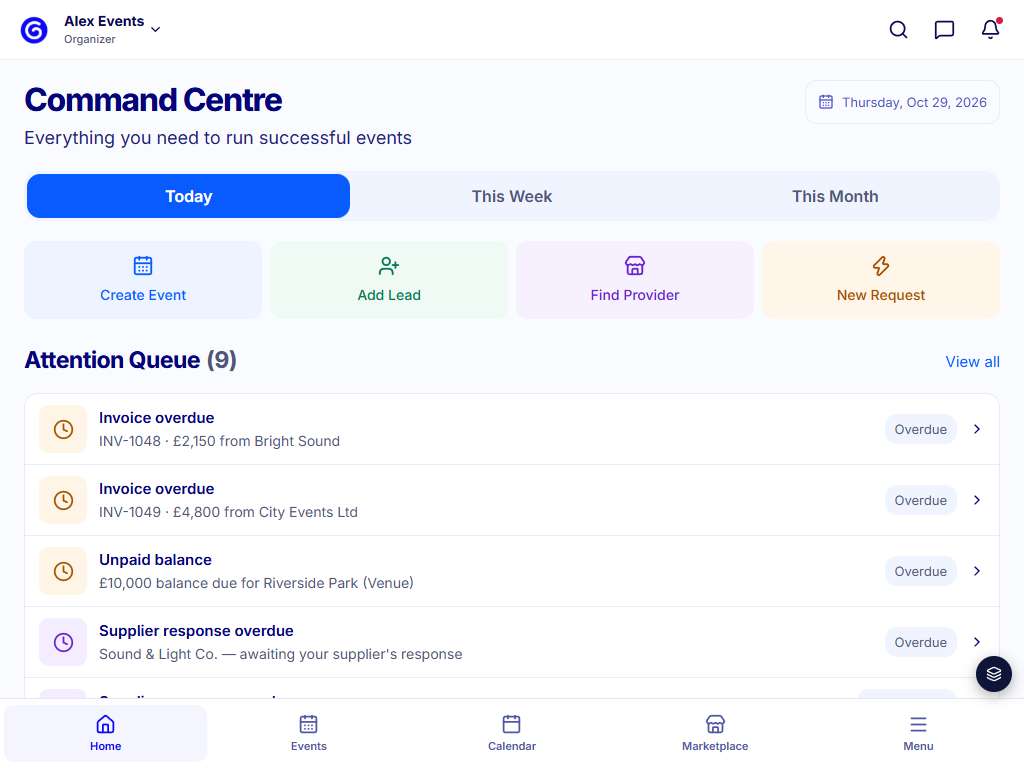 Alex Events
Organizer
Command Centre
Thursday, Oct 29, 2026
Everything you need to run successful events
Today
This Week
This Month
Create Event
Add Lead
Find Provider
New Request
Attention Queue (9)
View all
Invoice overdue
INV-1048 · £2,150 from Bright Sound
Overdue
Invoice overdue
INV-1049 · £4,800 from City Events Ltd
Overdue
Unpaid balance
£10,000 balance due for Riverside Park (Venue)
Overdue
Supplier response overdue
Sound & Light Co. — awaiting your supplier's response
Overdue
Home
Events
Calendar
Marketplace
Menu